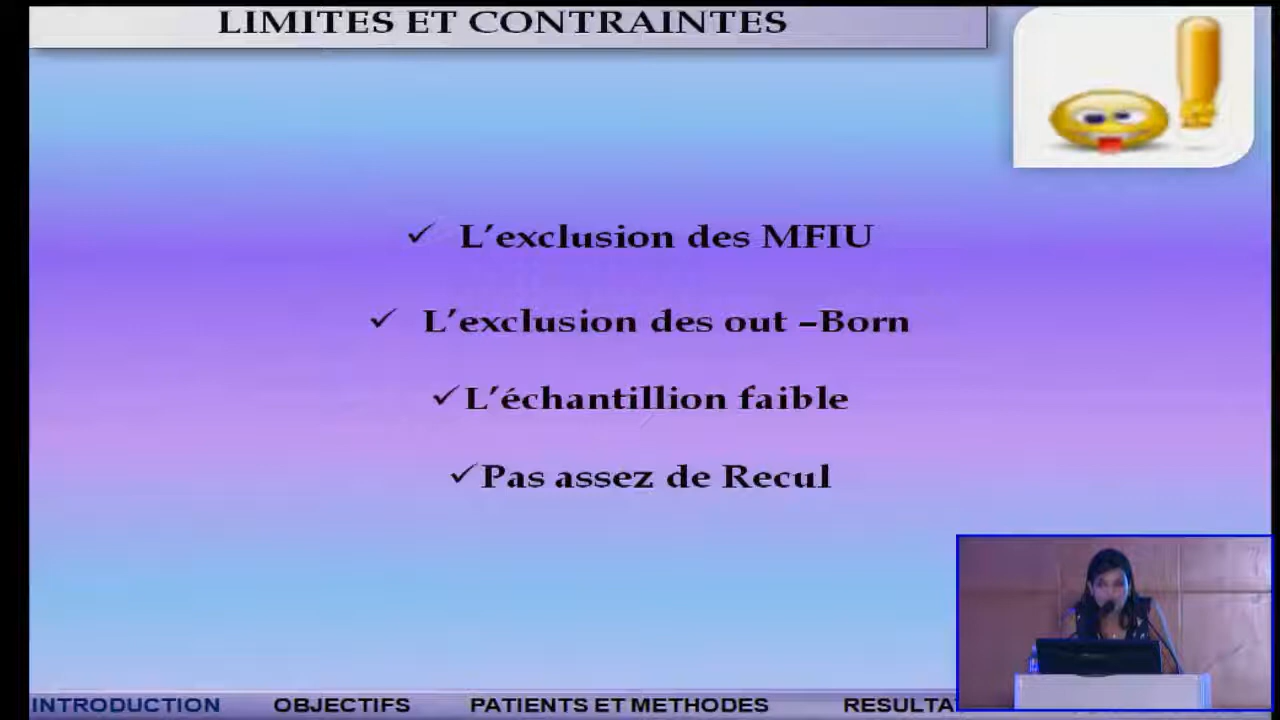 LIMITES ET CONTRAINTES
✓ L'exclusion des MFIU
✓ L'exclusion des out –Born
✓L'échantillion faible
✓Pas assez de Recul
INTRODUCTION OBJECTIFS PATIENTS ET METHODES RESULTA